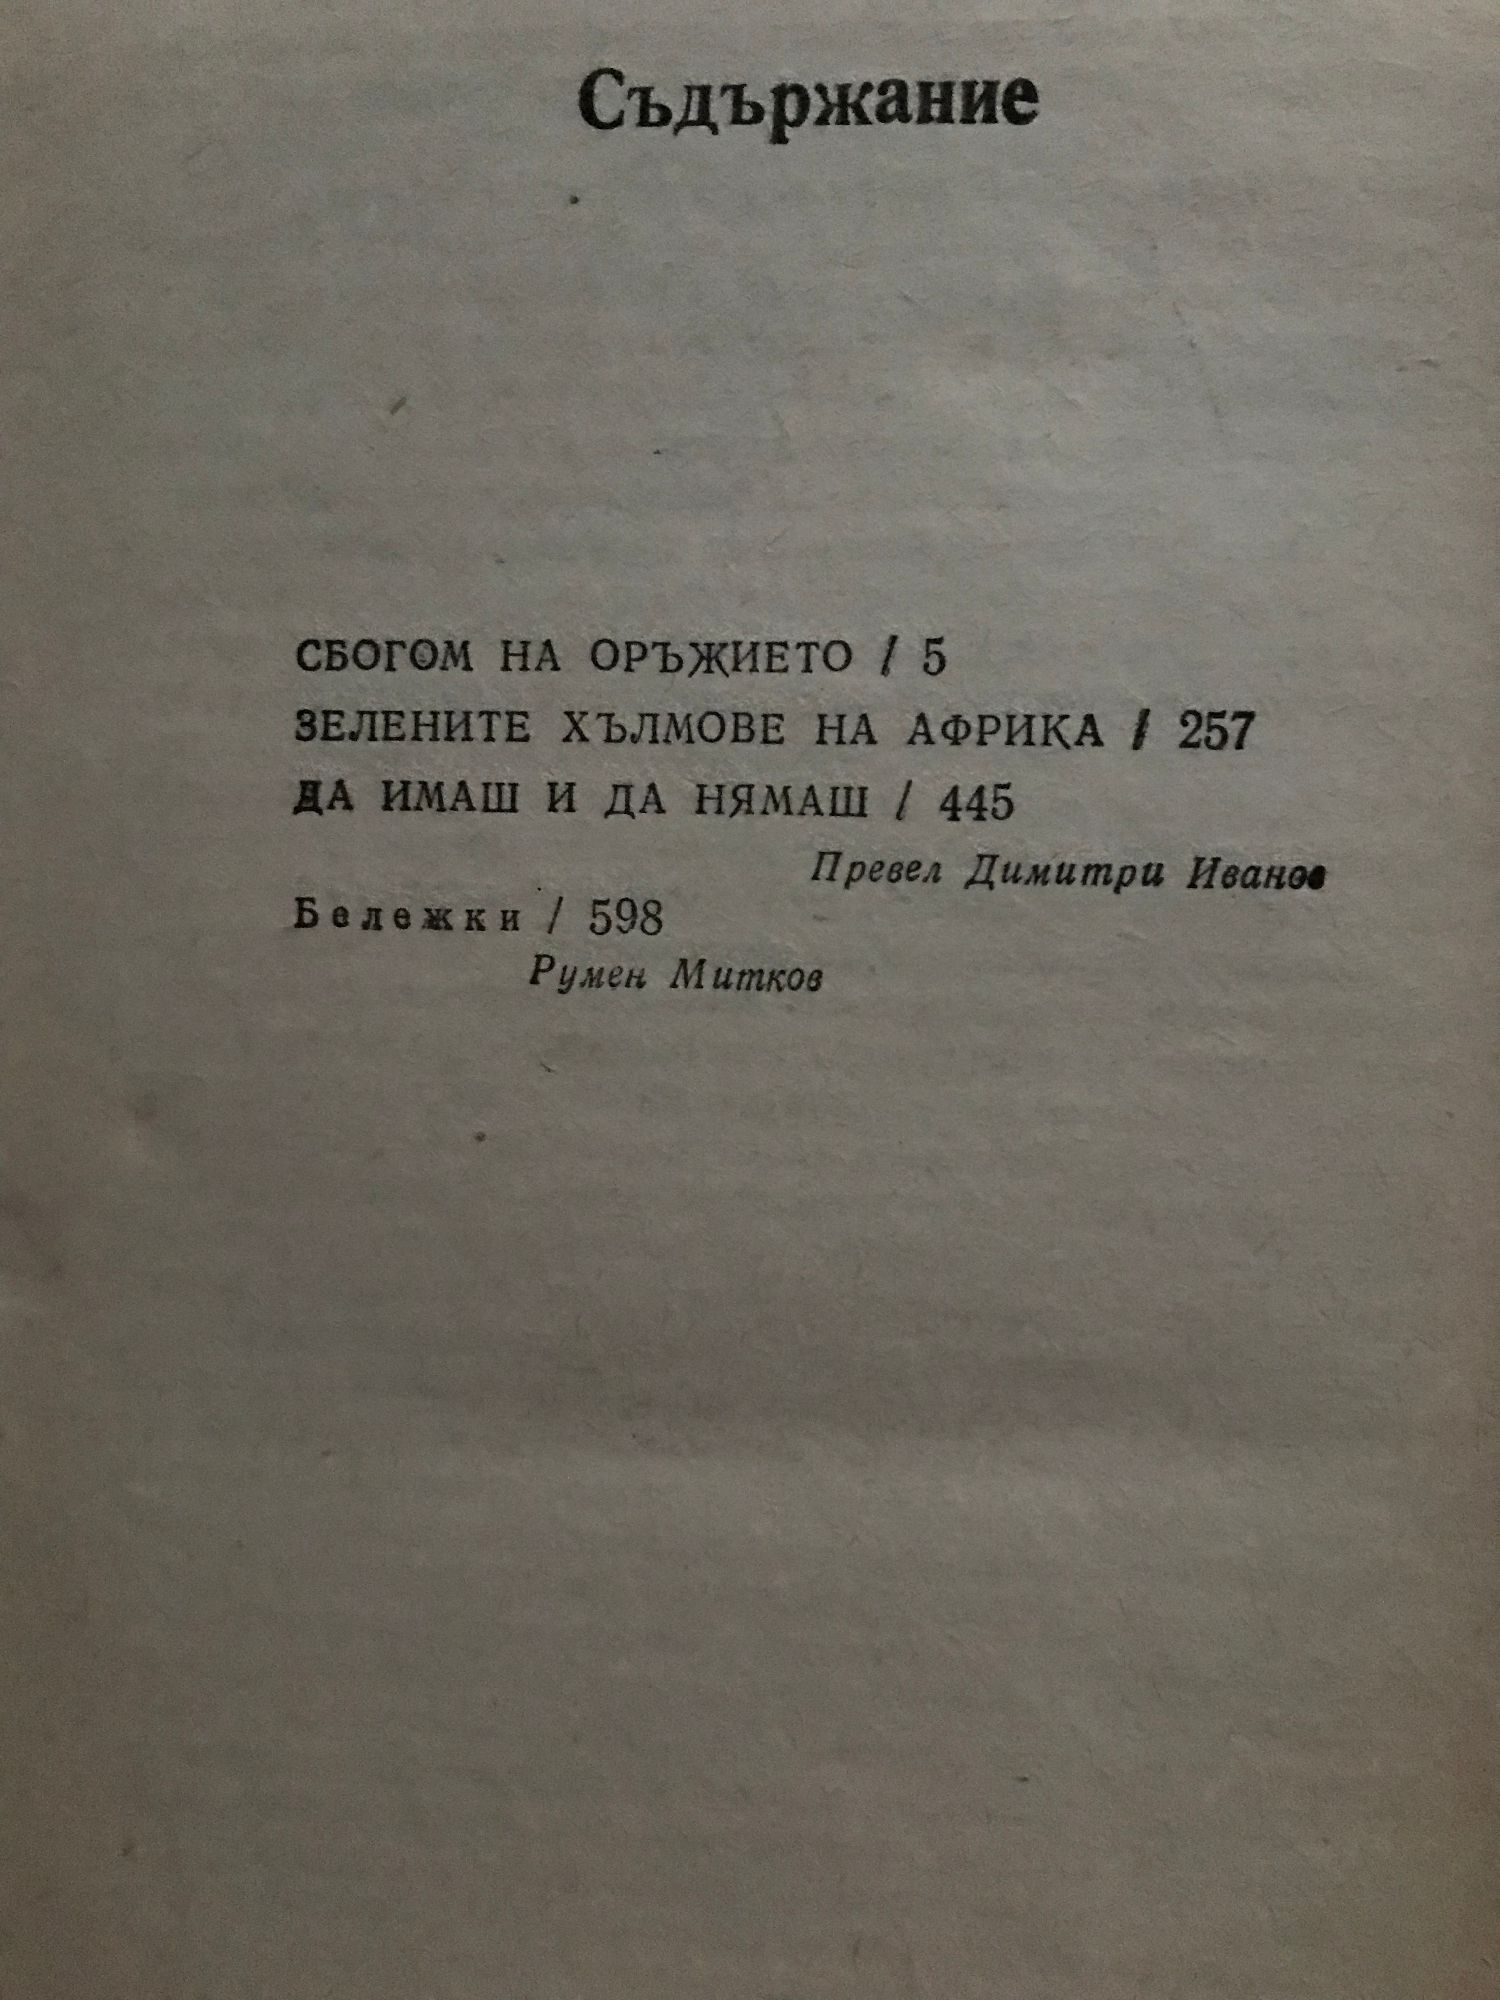 Съдържание
СБОГОМ НА ОРЪЖИЕТО / 5
ЗЕЛЕНИТЕ ХЪЛМОВЕ НА АФРИКА / 257
ДА ИМАШ И ДА НЯМАШ / 445
Превел Димитри Иванов
Бележки / 598
Румен Митков